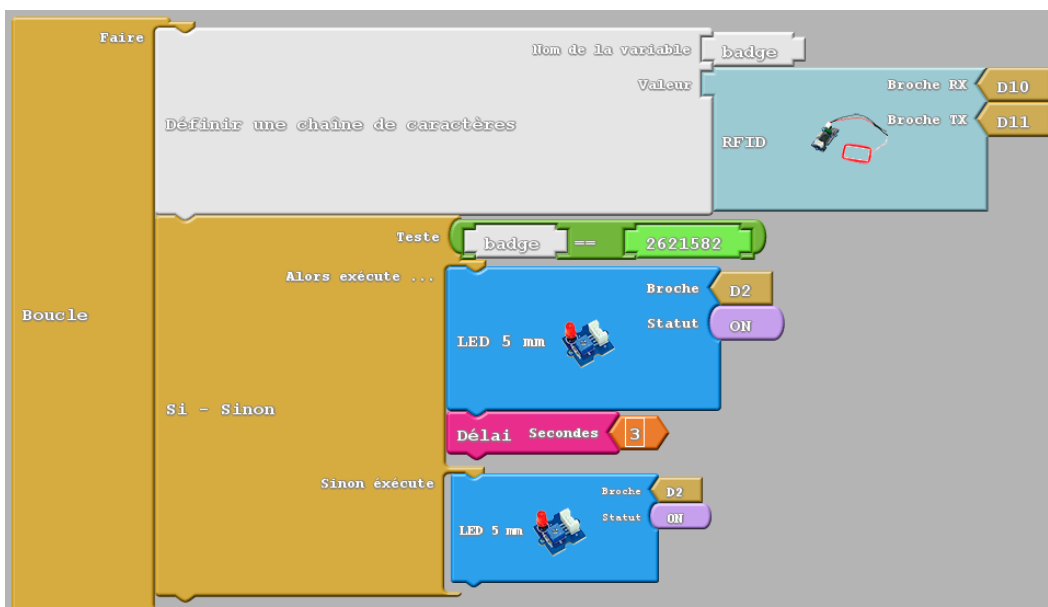 Faire
Nom de la variable badge
Valeur
Broche RX D10
Définir une chaîne de caractères
Broche TX D11
RFID
Teste badge == 2621582
Alors exécute ...
Broche D2
Boucle
Statut ON
LED 5 mm
Si - Sinon
Délai Secondes 3
Sinon éxécute
Broche D2
Statut ON
LED 5 mm